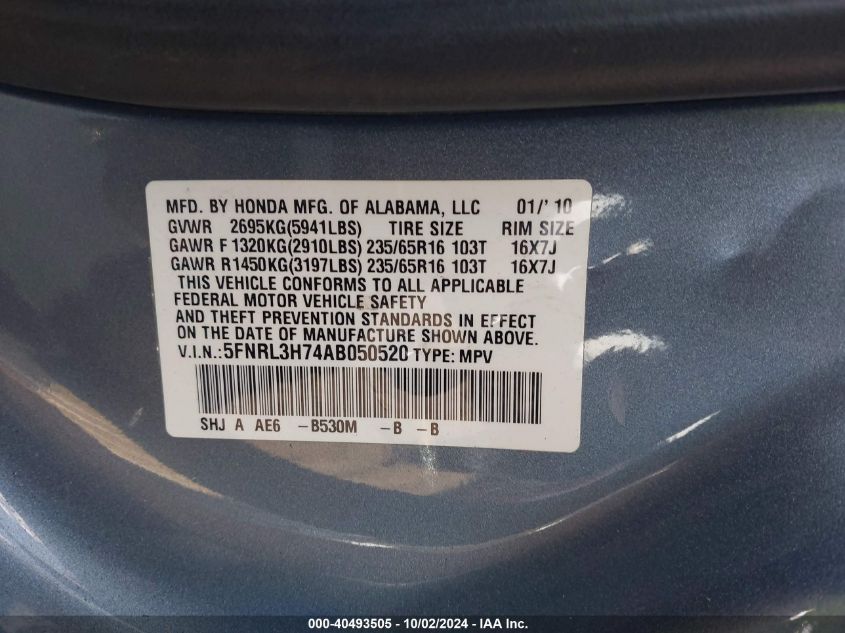 MFD. BY HONDA MFG. OF ALABAMA, LLC 01/'10
GVWR 2695KG(5941LBS) TIRE SIZE RIM SIZE
GAWR F 1320KG(2910LBS) 235/65R16 103T 16X7J
GAWR R1450KG(3197LBS) 235/65R16 103T 16X7J
THIS VEHICLE CONFORMS TO ALL APPLICABLE
FEDERAL MOTOR VEHICLE SAFETY
AND THEFT PREVENTION STANDARDS IN EFFECT
ON THE DATE OF MANUFACTURE SHOWN ABOVE.
V.I.N.:5FNRL3H74AB050520 TYPE: MPV
SHJ A AE6 -B530M -B -B
000-40493505 - 10/02/2024 - IAA Inc.